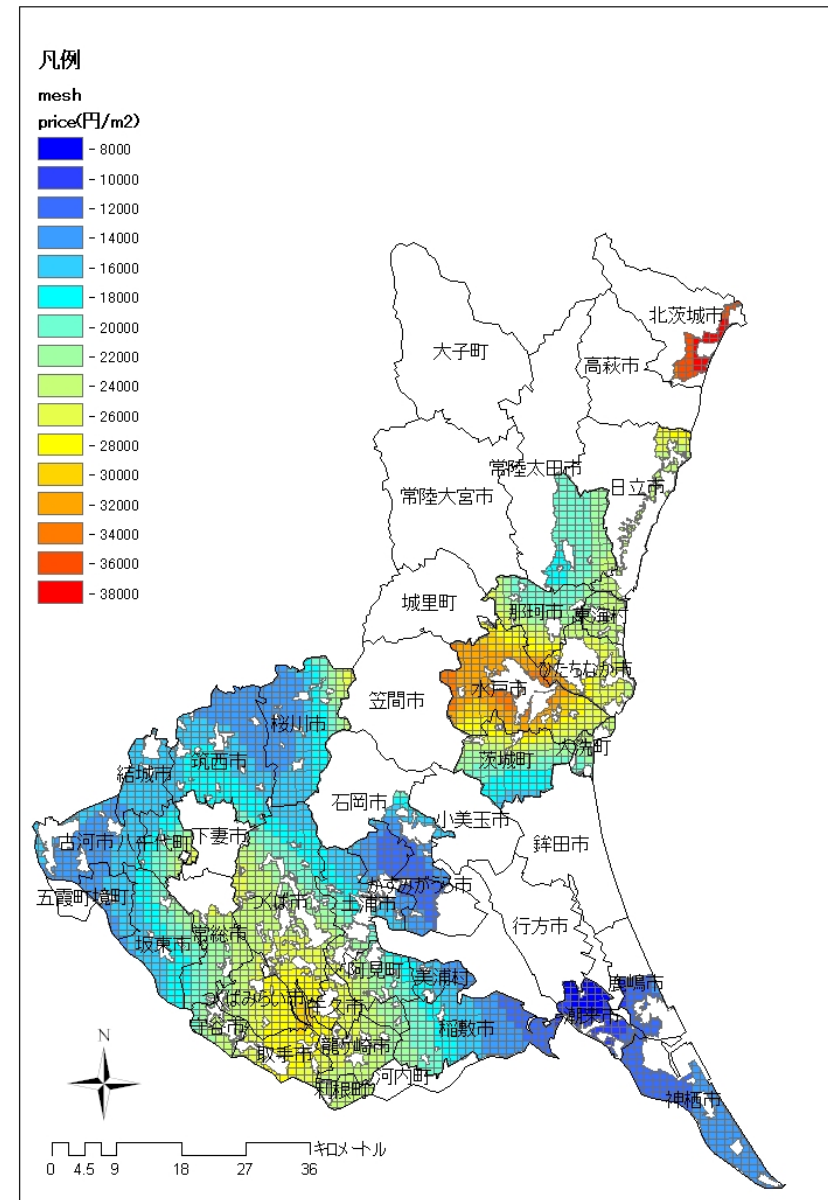 凡例
mesh
price(円/m2)
- 8000
- 10000
- 12000
- 14000
- 16000
- 18000
- 20000
- 22000
- 24000
- 26000
- 28000
- 30000
- 32000
- 34000
- 36000
- 38000
北茨城市
大子町
高萩市
常陸太田市
日立市
常陸大宮市
城里町
那珂市
東海村
ひたちなか市
水戸市
笠間市
桜川市
大洗町
筑西市
茨城町
結城市
石岡市
小美玉市
古河市
八千代町
下妻市
鉾田市
かすみがうら市
五霞町
境町
つくば市
土浦市
行方市
坂東市
常総市
阿見町
美浦村
鹿嶋市
つくばみらい市
牛久市
潮来市
守谷市
稲敷市
取手市
龍ヶ崎市
河内町
利根町
神栖市
N
キロメートル
0 4.5 9 18 27 36